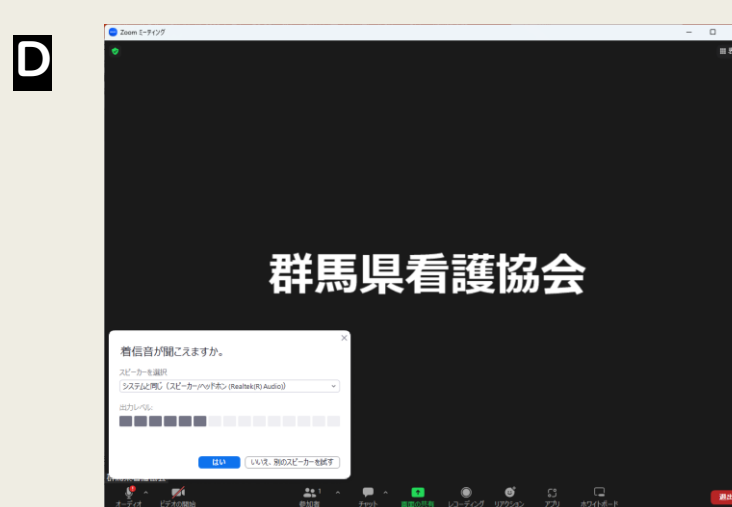 D
Zoom ミーティング
群馬県看護協会
着信音が聞こえますか。
スピーカーを選択
システムと同じ (スピーカー/ヘッドホン (Realtek(R) Audio))
出力レベル:
はい
いいえ、別のスピーカーを試す
オーディオ
ビデオの開始
1
参加者
チャット
画面の共有
レコーディング
リアクション
アプリ
ホワイトボード
退出